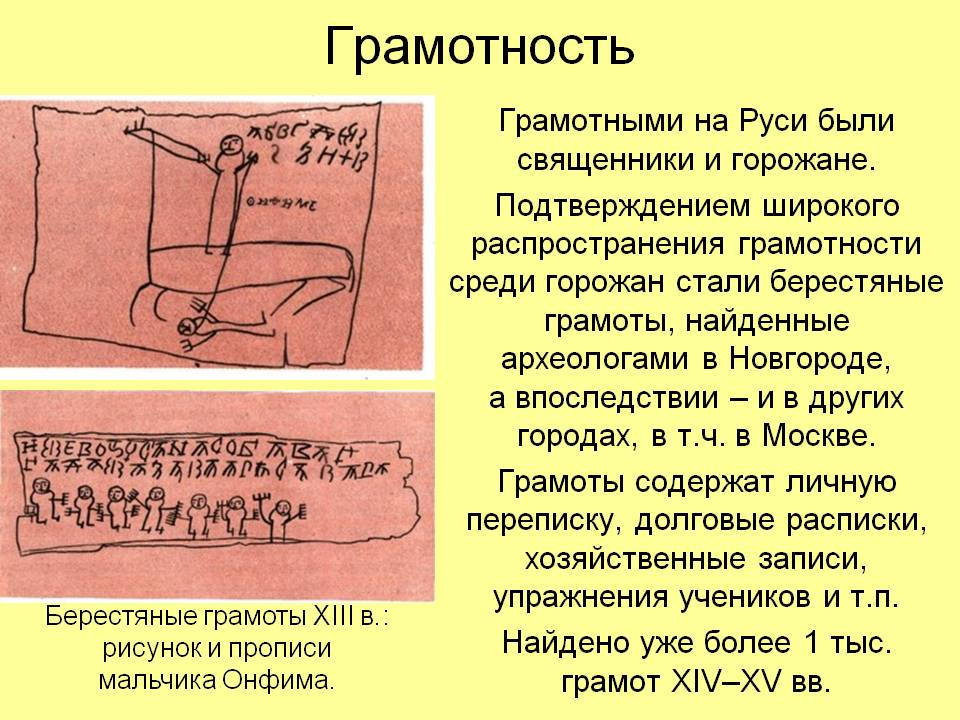 Грамотность
Грамотными на Руси были
священники и горожане.
Подтверждением широкого
распространения грамотности
среди горожан стали берестяные
грамоты, найденные
археологами в Новгороде,
а впоследствии – и в других
городах, в т.ч. в Москве.
Грамоты содержат личную
переписку, долговые расписки,
хозяйственные записи,
упражнения учеников и т.п.
Найдено уже более 1 тыс.
грамот XIV–XV вв.
Берестяные грамоты XIII в.:
рисунок и прописи
мальчика Онфима.